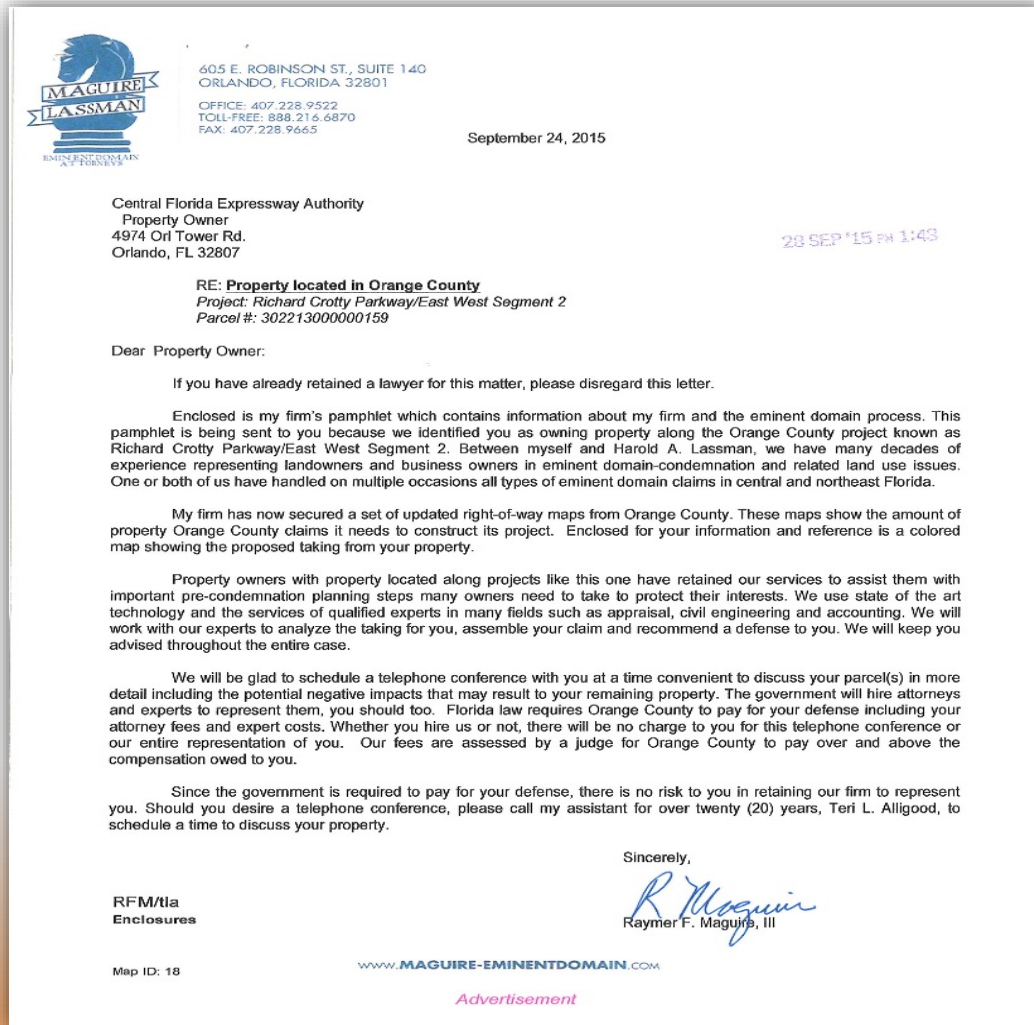 MAGUIRE
LASSMAN
EMINENT DOMAIN
ATTORNEYS
605 E. ROBINSON ST., SUITE 140
ORLANDO, FLORIDA 32801
OFFICE: 407.228.9522
TOLL-FREE: 888.216.6870
FAX: 407.228.9665
September 24, 2015
Central Florida Expressway Authority
Property Owner
4974 Orl Tower Rd.
Orlando, FL 32807
28 SEP '15 PM 1:43
RE: Property located in Orange County
Project: Richard Crotty Parkway/East West Segment 2
Parcel #: 302213000000159
Dear Property Owner:
If you have already retained a lawyer for this matter, please disregard this letter.
Enclosed is my firm's pamphlet which contains information about my firm and the eminent domain process. This
pamphlet is being sent to you because we identified you as owning property along the Orange County project known as
Richard Crotty Parkway/East West Segment 2. Between myself and Harold A. Lassman, we have many decades of
experience representing landowners and business owners in eminent domain-condemnation and related land use issues.
One or both of us have handled on multiple occasions all types of eminent domain claims in central and northeast Florida.
My firm has now secured a set of updated right-of-way maps from Orange County. These maps show the amount of
property Orange County claims it needs to construct its project. Enclosed for your information and reference is a colored
map showing the proposed taking from your property.
Property owners with property located along projects like this one have retained our services to assist them with
important pre-condemnation planning steps many owners need to take to protect their interests. We use state of the art
technology and the services of qualified experts in many fields such as appraisal, civil engineering and accounting. We will
work with our experts to analyze the taking for you, assemble your claim and recommend a defense to you. We will keep you
advised throughout the entire case.
We will be glad to schedule a telephone conference with you at a time convenient to discuss your parcel(s) in more
detail including the potential negative impacts that may result to your remaining property. The government will hire attorneys
and experts to represent them, you should too. Florida law requires Orange County to pay for your defense including your
attorney fees and expert costs. Whether you hire us or not, there will be no charge to you for this telephone conference or
our entire representation of you. Our fees are assessed by a judge for Orange County to pay over and above the
compensation owed to you.
Since the government is required to pay for your defense, there is no risk to you in retaining our firm to represent
you. Should you desire a telephone conference, please call my assistant for over twenty (20) years, Teri L. Alligood, to
schedule a time to discuss your property.
Sincerely,
R Maguire
Raymer F. Maguire, III
RFM/tla
Enclosures
Map ID: 18
WWW.MAGUIRE-EMINENTDOMAIN.COM
Advertisement